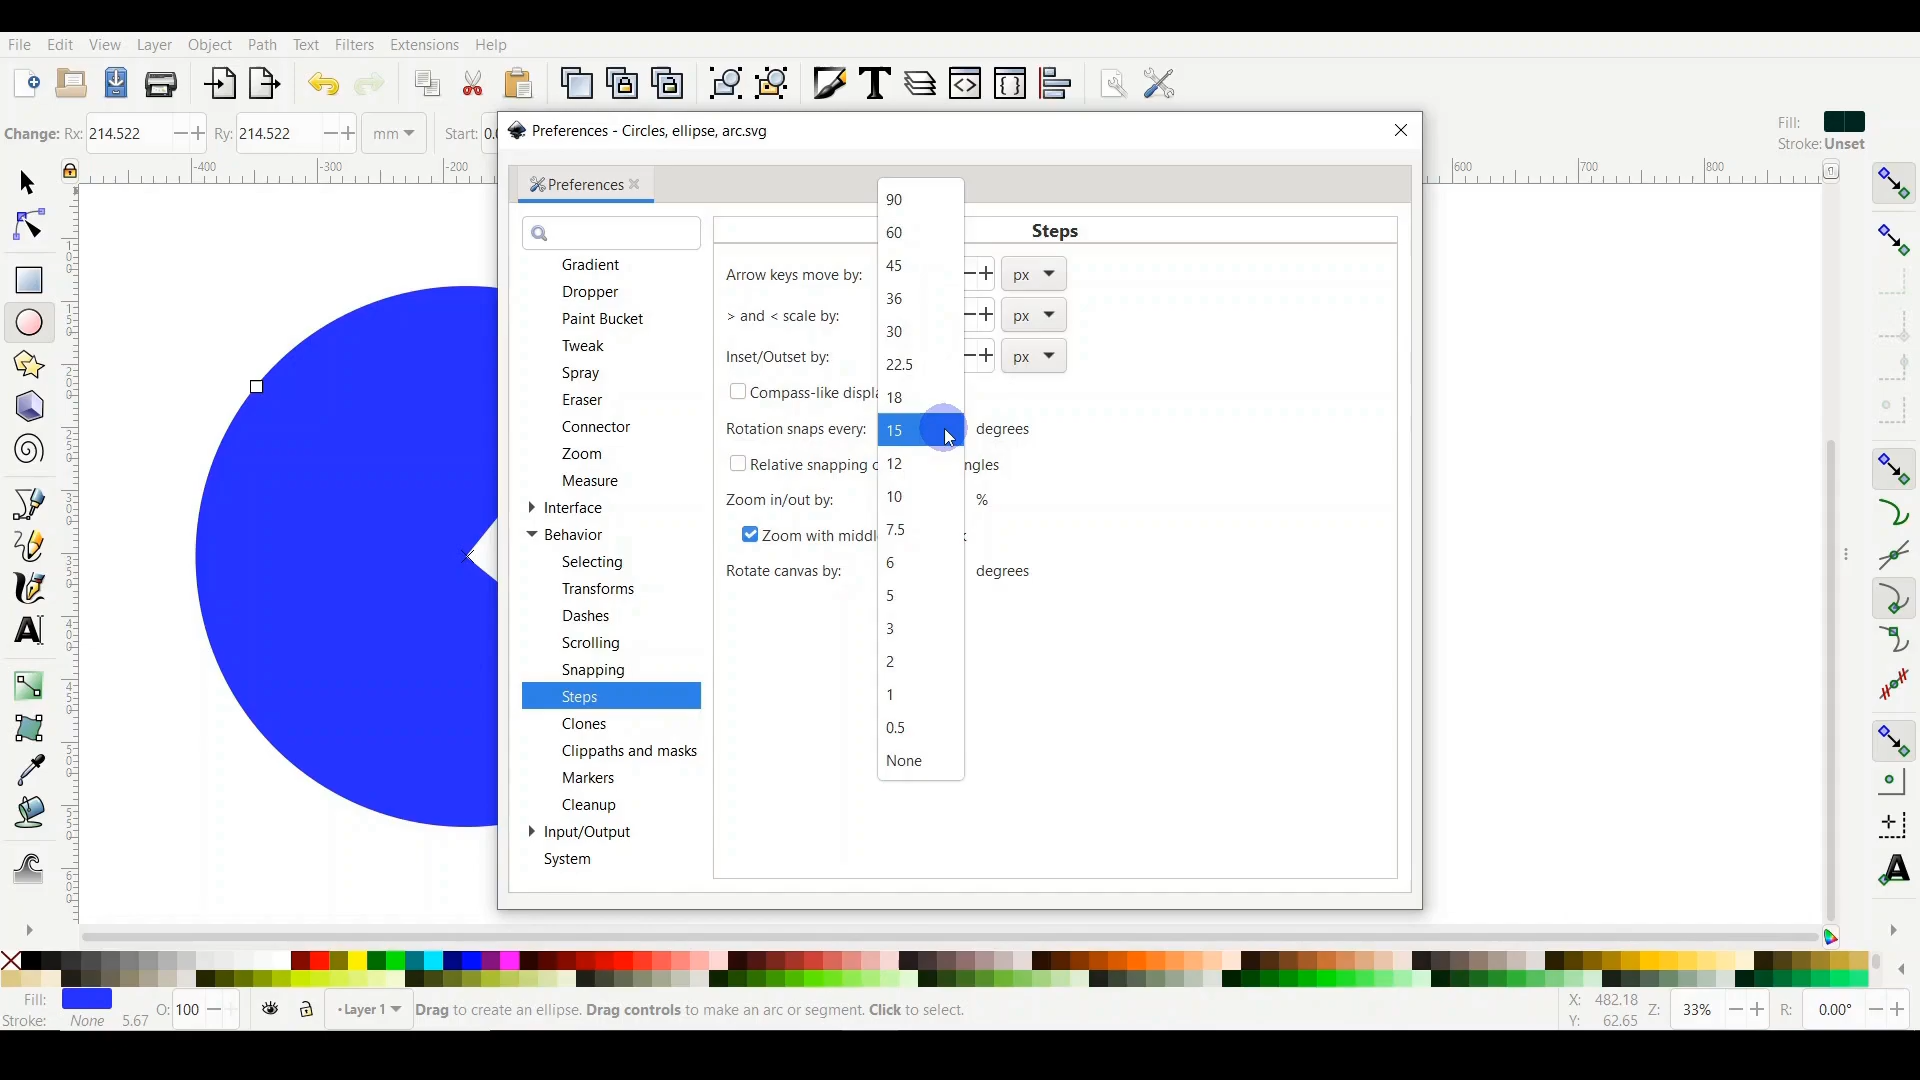 File Edit View Layer Object Path Text Filters Extensions Help
Change: Rx: 214.522 Ry: 214.522 mm Start: 0.0
Fill:
Stroke: Unset
Preferences - Circles, ellipse, arc.svg
-400 -300 -200 600 700 800
Preferences
Steps
Gradient
Dropper
Paint Bucket
Tweak
Spray
Eraser
Connector
Zoom
Measure
Interface
Behavior
Selecting
Transforms
Dashes
Scrolling
Snapping
Steps
Clones
Clippaths and masks
Markers
Cleanup
Input/Output
System
Arrow keys move by: px
> and < scale by: px
Inset/Outset by: px
Compass-like displa
Rotation snaps every: degrees
Relative snapping ngles
Zoom in/out by: %
Zoom with middl
Rotate canvas by: degrees
90
60
45
36
30
22.5
18
15
12
10
7.5
6
5
3
2
1
0.5
None
Fill: O: 100 Layer 1 Drag to create an ellipse. Drag controls to make an arc or segment. Click to select.
Stroke: None 5.67
X: 482.18
Y: 62.65
Z: 33% R: 0.00°